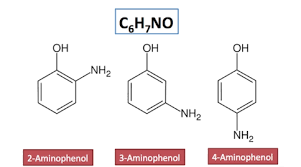 C₆H₇NO
OH
NH₂
OH
NH₂
OH
NH₂
2-Aminophenol
3-Aminophenol
4-Aminophenol